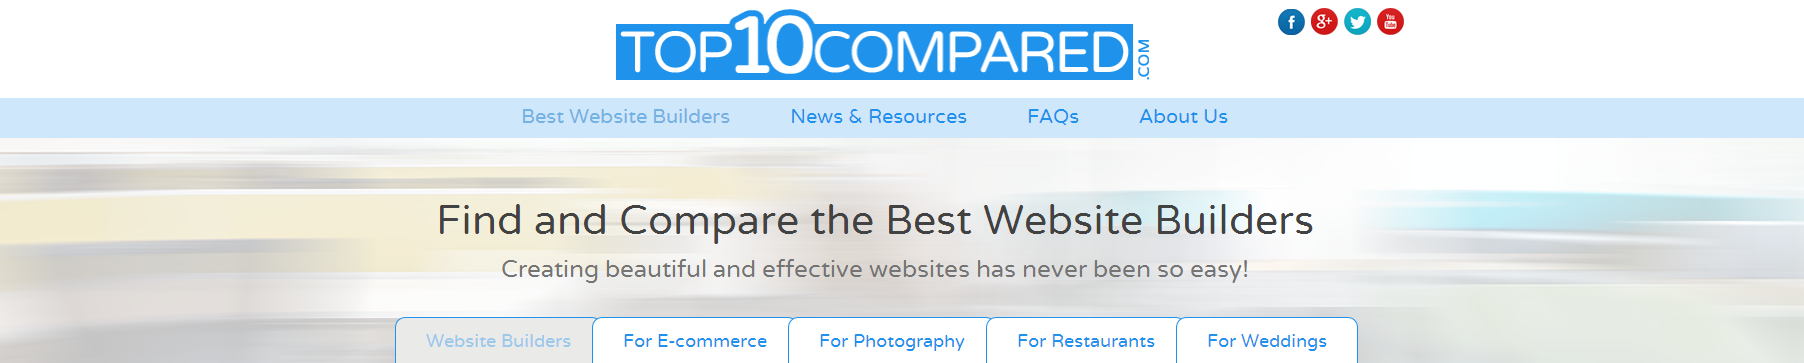 TOP10COMPARED.COM
f g+ You Tube
Best Website Builders News & Resources FAQs About Us
Find and Compare the Best Website Builders
Creating beautiful and effective websites has never been so easy!
Website Builders For E-commerce For Photography For Restaurants For Weddings